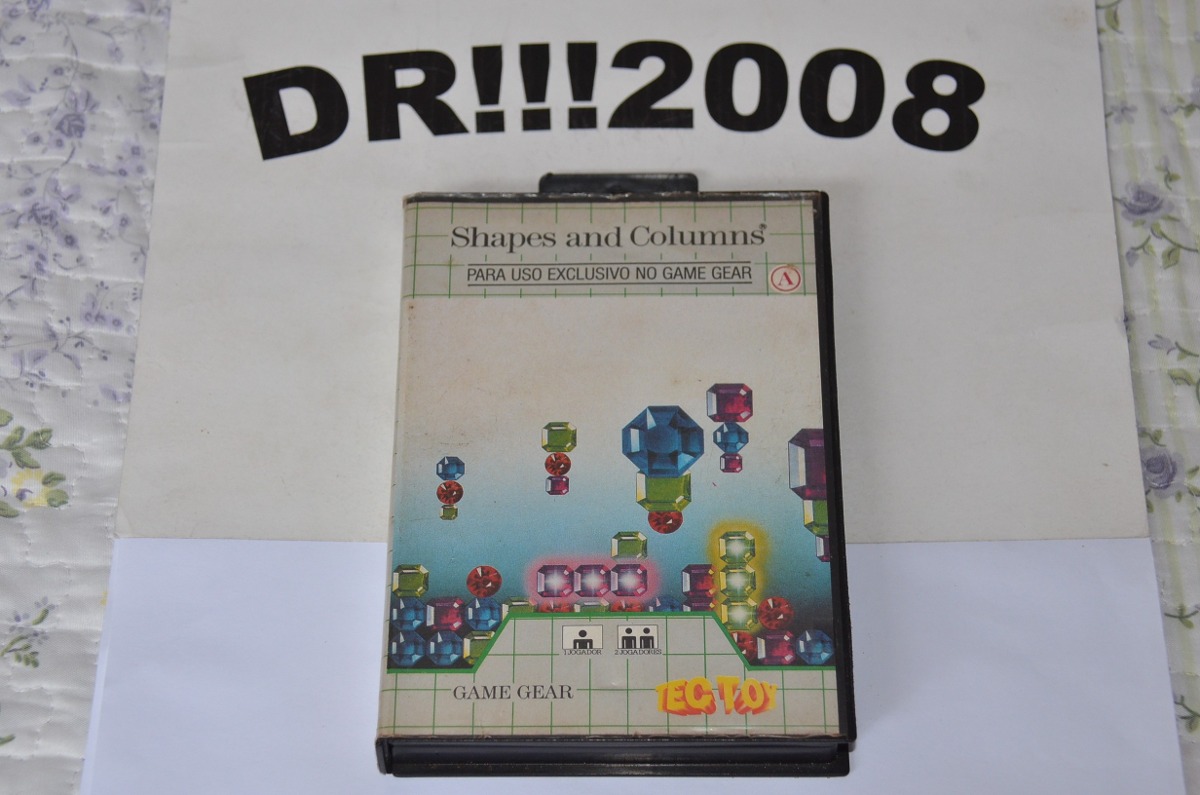 DR!!!2008
Shapes and Columns®
PARA USO EXCLUSIVO NO GAME GEAR
A
1 JOGADOR
2 JOGADORES
GAME GEAR
TEC TOY